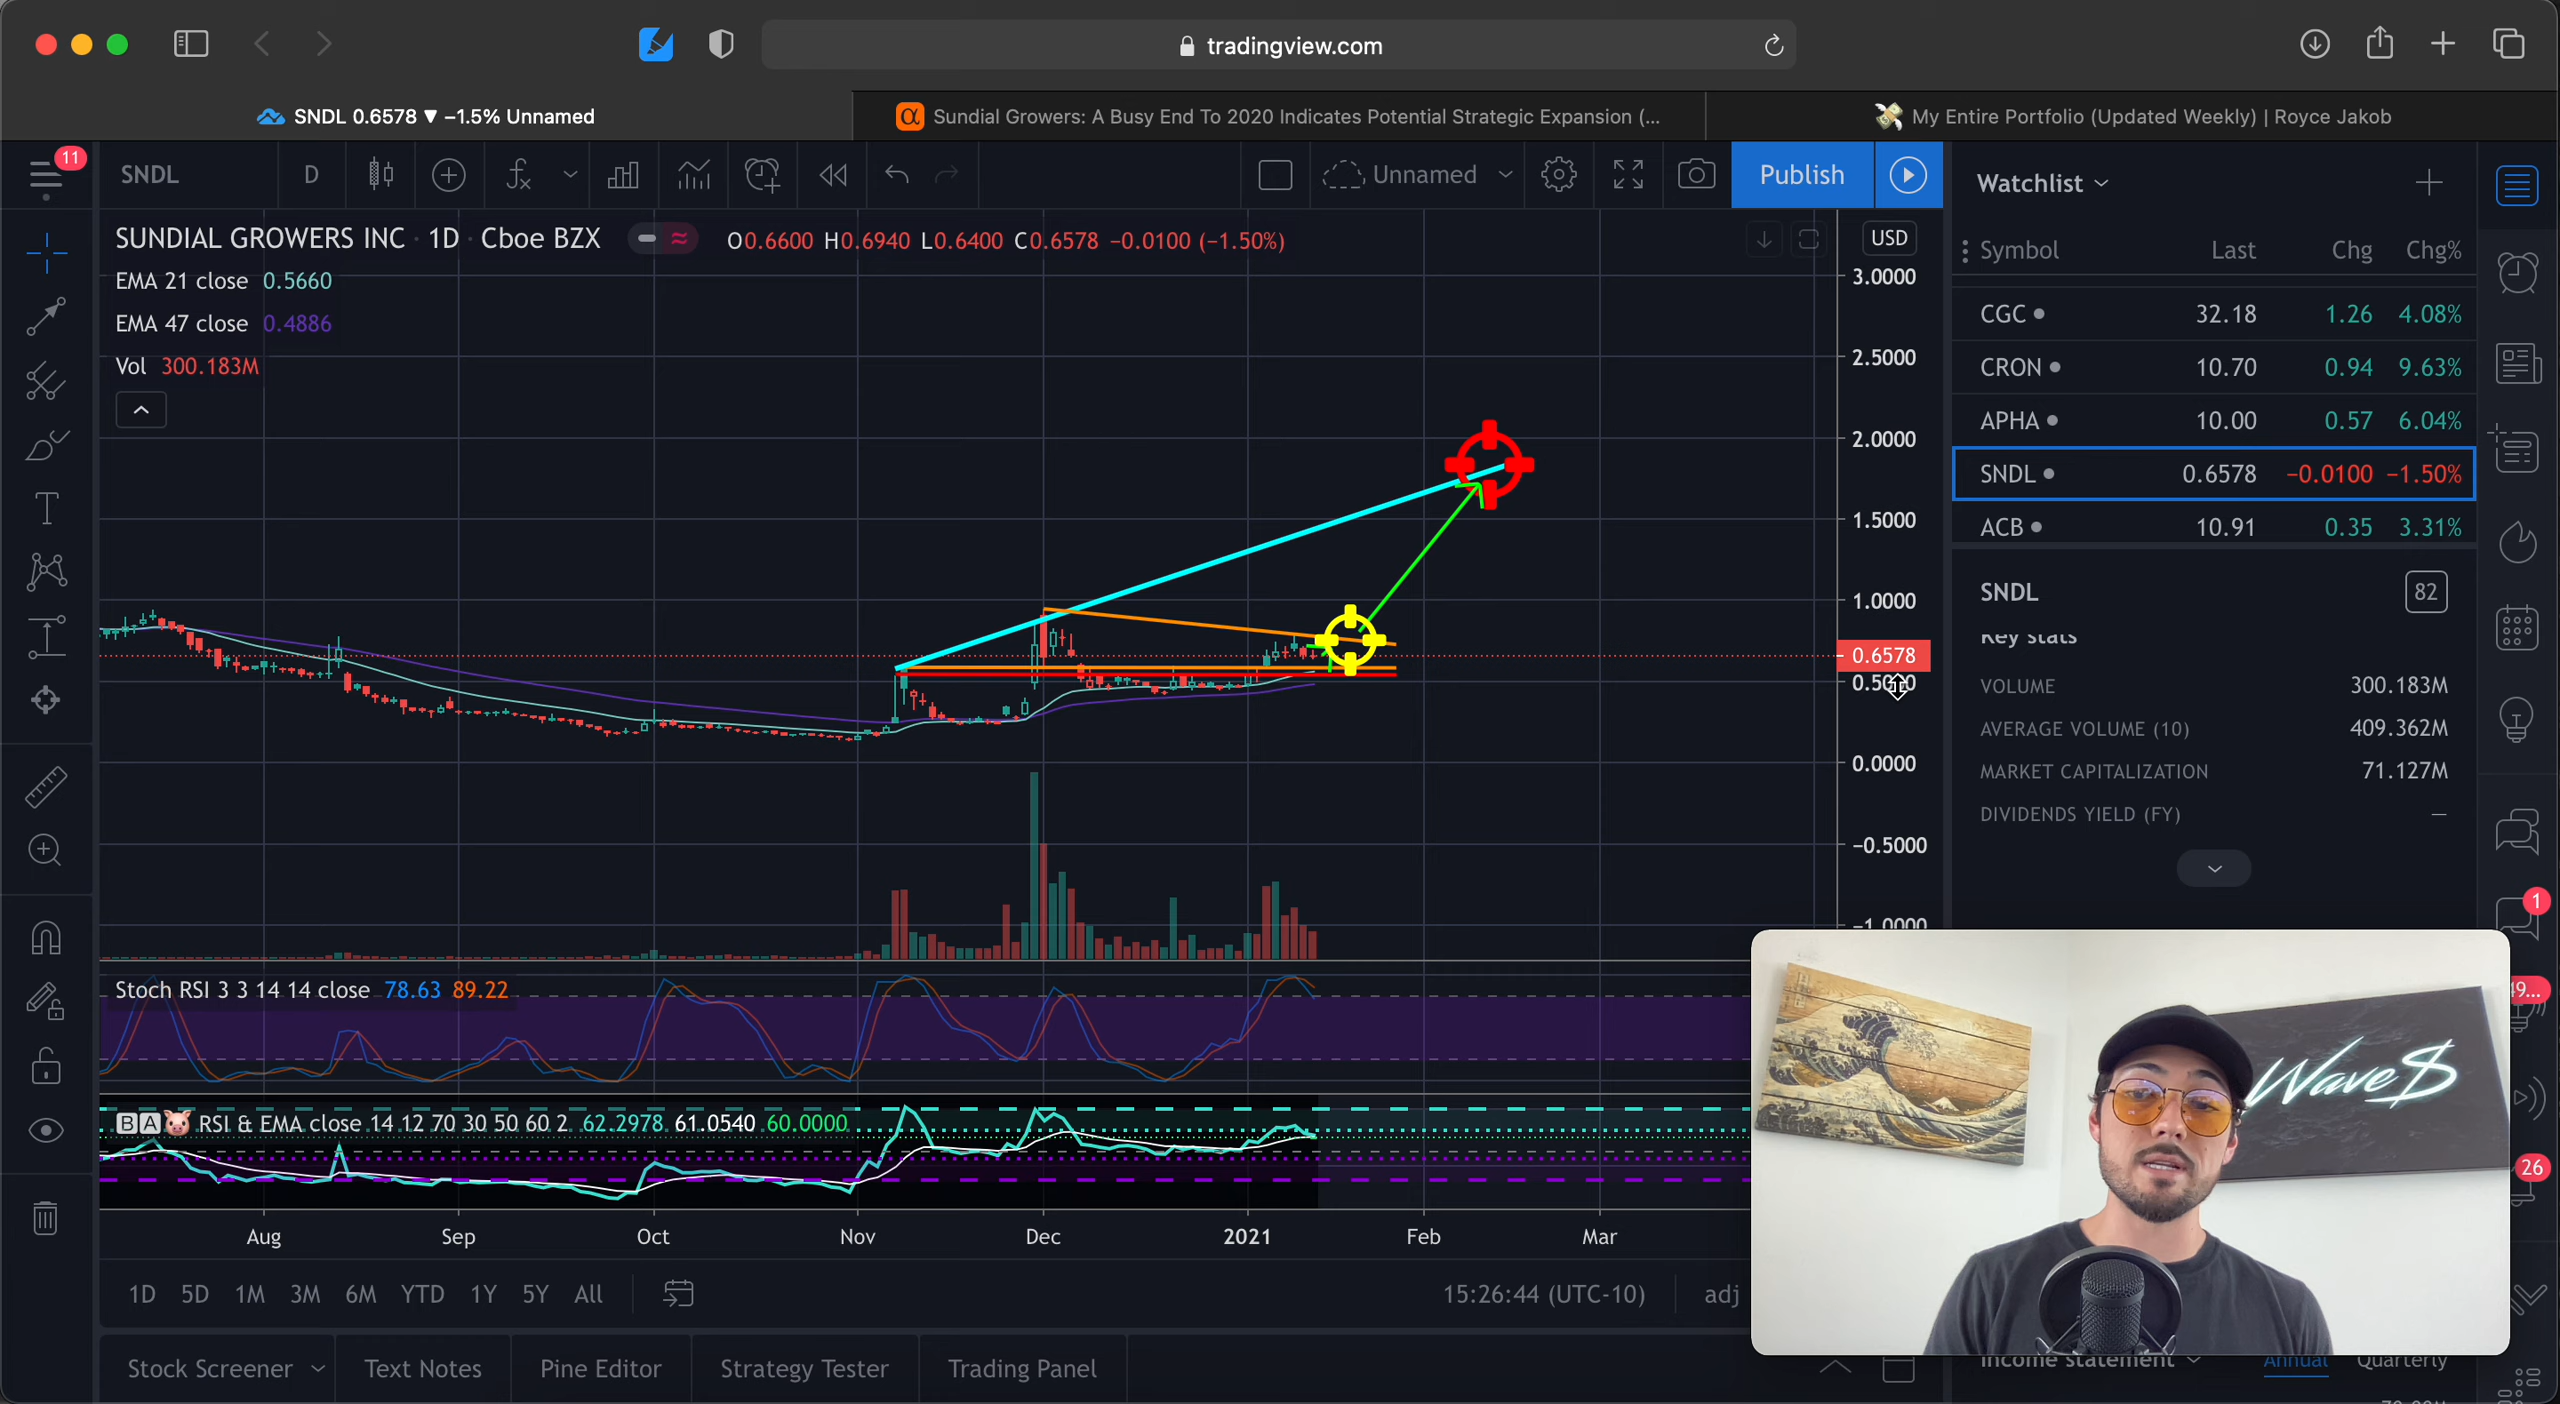 tradingview.com
SNDL 0.6578 ▼ −1.5% Unnamed
Sundial Growers: A Busy End To 2020 Indicates Potential Strategic Expansion (...
My Entire Portfolio (Updated Weekly) | Royce Jakob
11
SNDL
D
Unnamed
Publish
Watchlist
SUNDIAL GROWERS INC · 1D · Cboe BZX
O0.6600 H0.6940 L0.6400 C0.6578 −0.0100 (−1.50%)
USD
Symbol Last Chg Chg%
EMA 21 close 0.5660
EMA 47 close 0.4886
Vol 300.183M
3.0000
2.5000
2.0000
1.5000
1.0000
0.6578
0.0000
−0.5000
−1.0000
CGC 32.18 1.26 4.08%
CRON 10.70 0.94 9.63%
APHA 10.00 0.57 6.04%
SNDL 0.6578 −0.0100 −1.50%
ACB 10.91 0.35 3.31%
SNDL
82
Key stats
VOLUME 300.183M
AVERAGE VOLUME (10) 409.362M
MARKET CAPITALIZATION 71.127M
DIVIDENDS YIELD (FY) —
1
26
Stoch RSI 3 3 14 14 close 78.63 89.22
BA RSI & EMA close 14 12 70 30 50 60 2 62.2978 61.0540 60.0000
Wave$
Aug Sep Oct Nov Dec 2021 Feb Mar
1D 5D 1M 3M 6M YTD 1Y 5Y All
15:26:44 (UTC-10)
adj
Stock Screener
Text Notes
Pine Editor
Strategy Tester
Trading Panel
Income statement
Annual
Quarterly